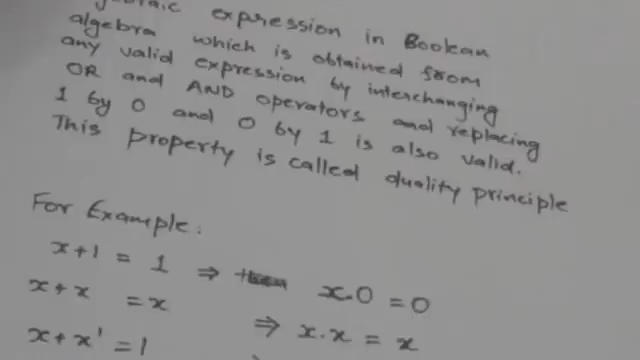 expression in Boolean
algebra which is obtained from
any valid expression by interchanging
OR and AND operators and replacing
1 by 0 and 0 by 1 is also valid.
This property is called duality principle
For Example:
x+1 = 1 ⇒ x.0 = 0
x+x = x ⇒ x.x = x
x+x' = 1